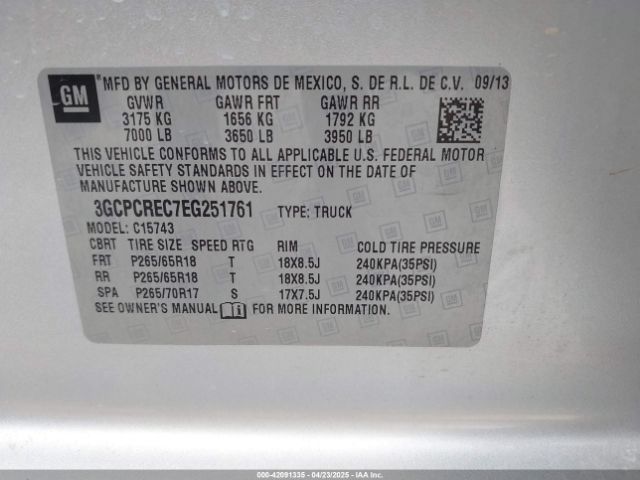 GM ®MFD BY GENERAL MOTORS DE MEXICO, S. DE R.L. DE C.V. 09/13
GVWR GAWR FRT GAWR RR
3175 KG 1656 KG 1792 KG
7000 LB 3650 LB 3950 LB
THIS VEHICLE CONFORMS TO ALL APPLICABLE U.S. FEDERAL MOTOR
VEHICLE SAFETY STANDARDS IN EFFECT ON THE DATE OF
MANUFACTURE SHOWN ABOVE.
3GCPCREC7EG251761 TYPE: TRUCK
MODEL: C15743
CBRT TIRE SIZE SPEED RTG RIM COLD TIRE PRESSURE
FRT P265/65R18 T 18X8.5J 240KPA(35PSI)
RR P265/65R18 T 18X8.5J 240KPA(35PSI)
SPA P265/70R17 S 17X7.5J 240KPA(35PSI)
SEE OWNER'S MANUAL FOR MORE INFORMATION.
000-42091335 - 04/23/2025 - IAAI.CA